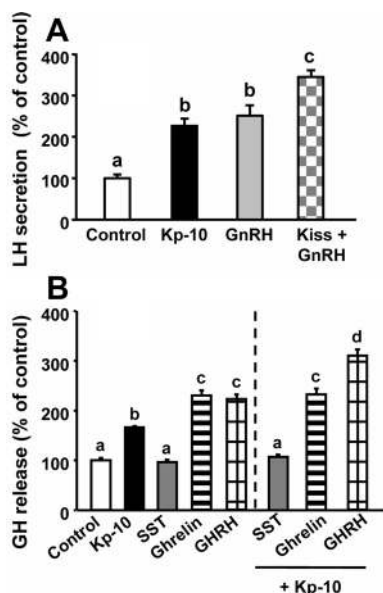 A
LH secretion (% of control)
400
300
200
100
0
a
b
b
c
Control
Kp-10
GnRH
Kiss +
GnRH
B
GH release (% of control)
400
300
200
100
0
a
b
a
c
c
a
c
d
Control
Kp-10
SST
Ghrelin
GHRH
SST
Ghrelin
GHRH
+ Kp-10